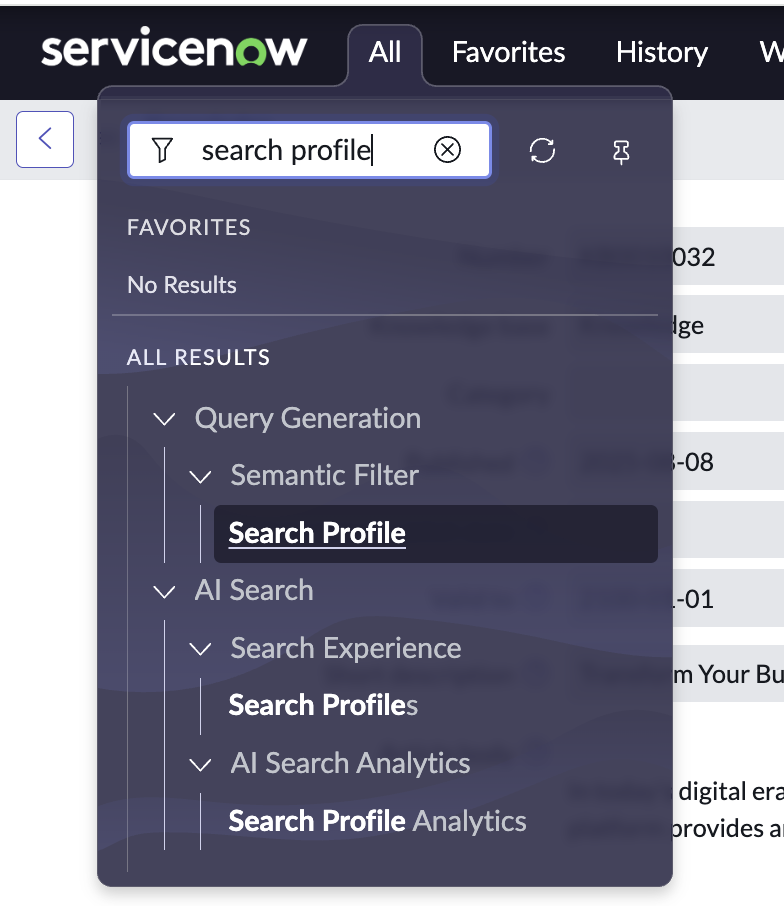 servicenow
All
Favorites
History
W
search profile
FAVORITES
No Results
ALL RESULTS
Query Generation
Semantic Filter
Search Profile
AI Search
Search Experience
Search Profiles
AI Search Analytics
Search Profile Analytics
032
dge
-08
-01
m Your Bu
digital era
provides a